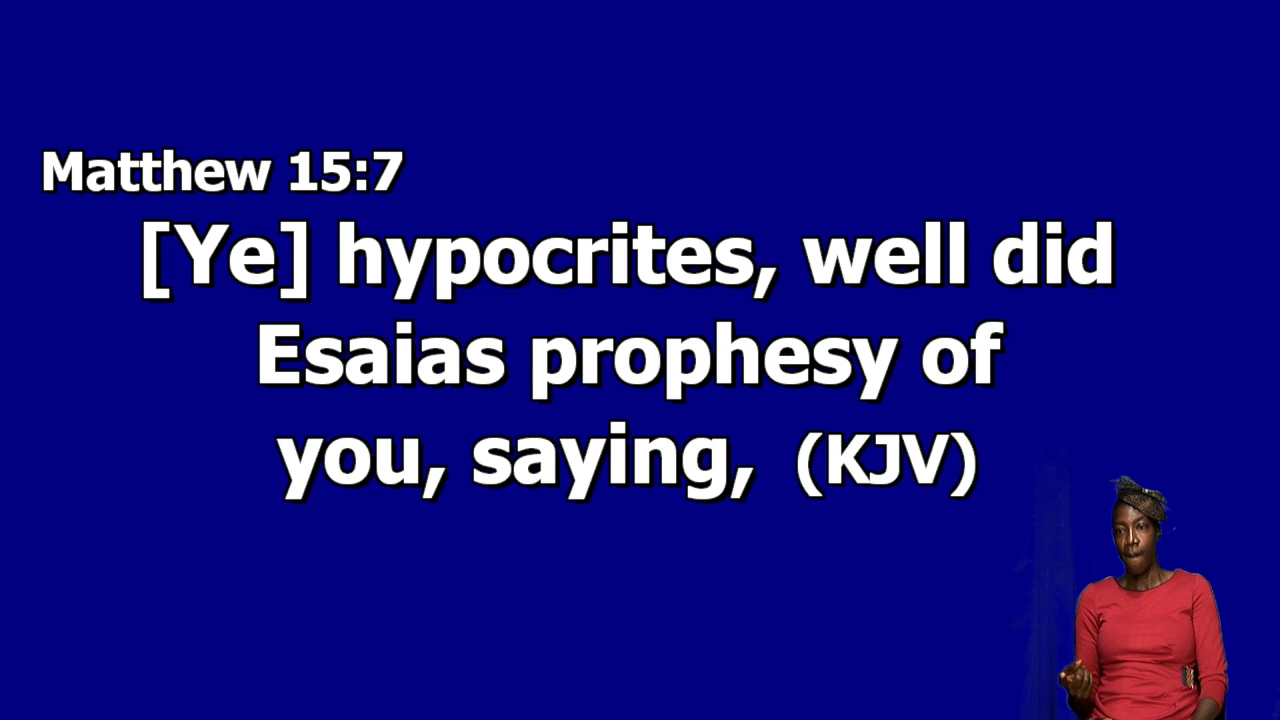 Matthew 15:7
[Ye] hypocrites, well did
Esaias prophesy of
you, saying, (KJV)